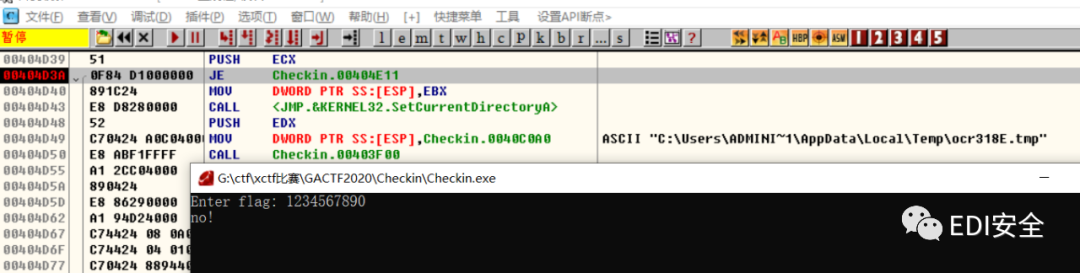 文件(F) 查看(V) 调试(D) 插件(P) 选项(T) 窗口(W) 帮助(H) [+] 快捷菜单 工具 设置API断点>
暂停 l e m t w h c P k b r ... s ? HBP ASM 1 2 3 4 5
00404D39 51 PUSH ECX
00404D3A 0F84 D1000000 JE Checkin.00404E11
00404D40 891C24 MOV DWORD PTR SS:[ESP],EBX
00404D43 E8 D8280000 CALL <JMP.&KERNEL32.SetCurrentDirectoryA>
00404D48 52 PUSH EDX
00404D49 C70424 A0C04000 MOV DWORD PTR SS:[ESP],Checkin.0040C0A0 ASCII "C:\Users\ADMINI~1\AppData\Local\Temp\ocr318E.tmp"
00404D50 E8 ABF1FFFF CALL Checkin.00403F00
00404D55 A1 2CC04000
00404D5A 890424
00404D5D E8 86290000
00404D62 A1 94D24000
00404D67 C74424 08 0A0
00404D6F C74424 04 010
00404D77 C70424 889440
G:\ctf\xctf比赛\GACTF2020\Checkin\Checkin.exe
Enter flag: 1234567890
no!
EDI安全